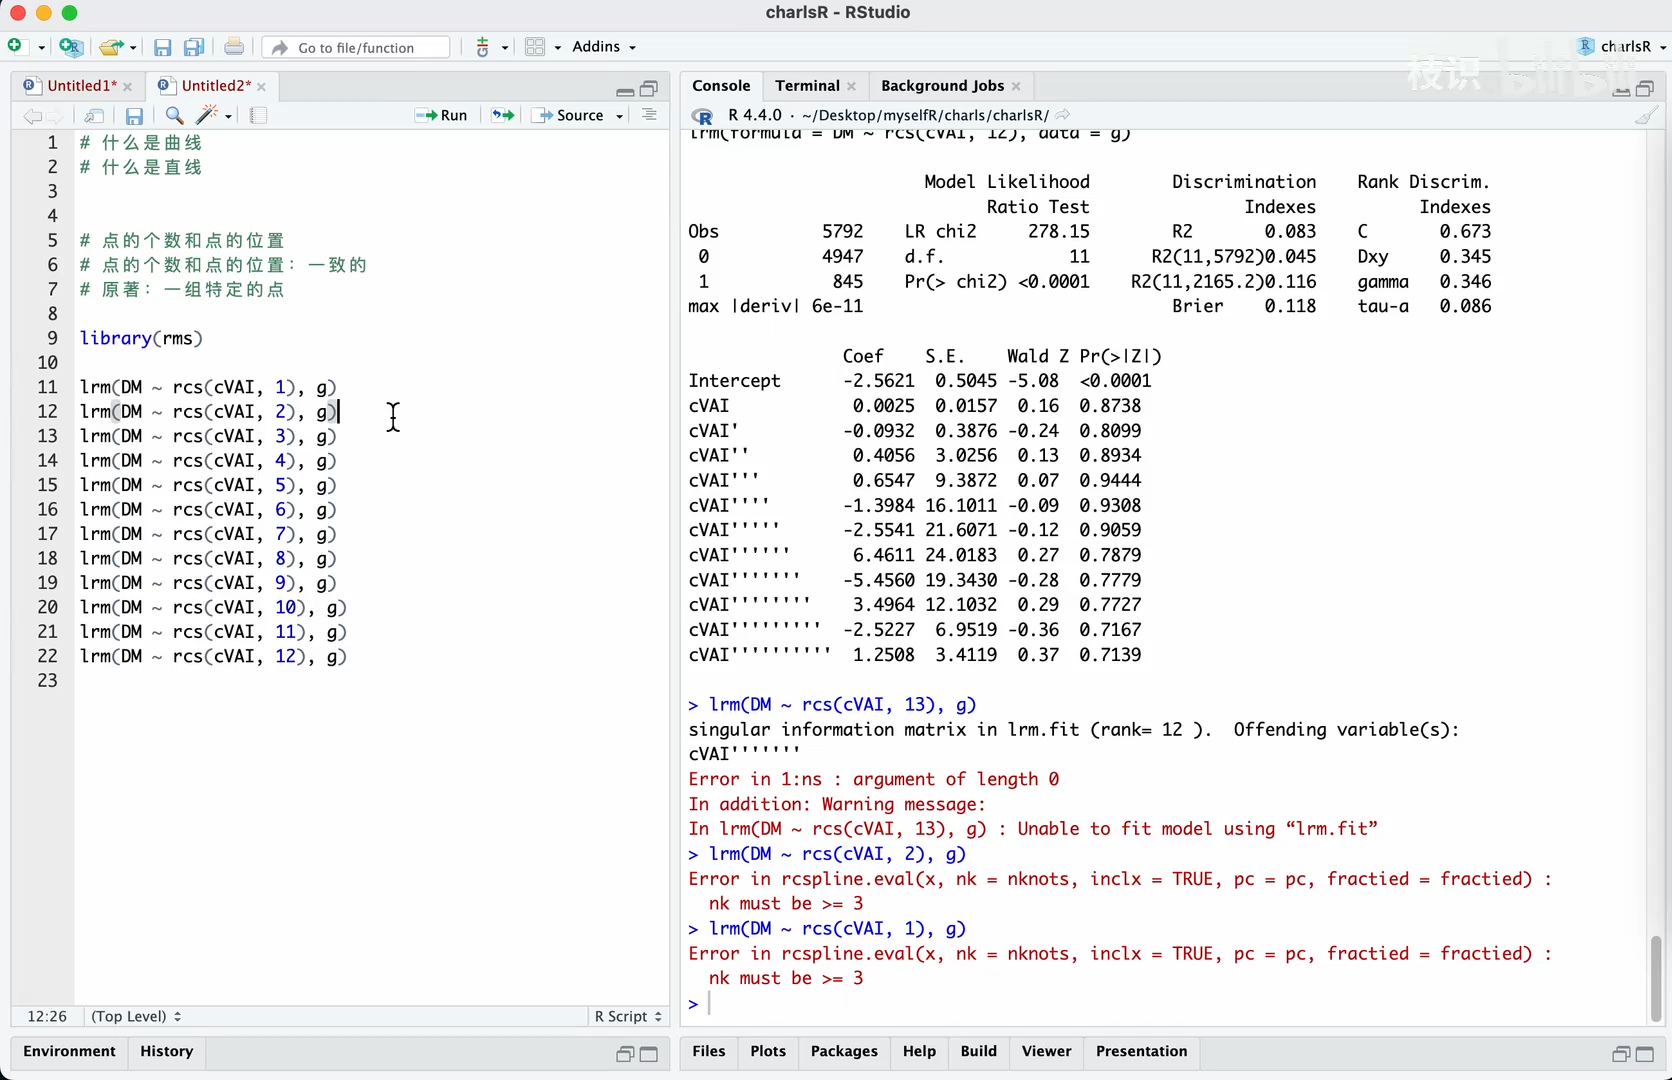 charlsR - RStudio
Go to file/function
Addins
charlsR
枝识
bilibili
Untitled1*
Untitled2*
Run
Source
1 # 什么是曲线
2 # 什么是直线
3
4
5 # 点的个数和点的位置
6 # 点的个数和点的位置：一致的
7 # 原著：一组特定的点
8
9 library(rms)
10
11 lrm(DM ~ rcs(cVAI, 1), g)
12 lrm(DM ~ rcs(cVAI, 2), g)
13 lrm(DM ~ rcs(cVAI, 3), g)
14 lrm(DM ~ rcs(cVAI, 4), g)
15 lrm(DM ~ rcs(cVAI, 5), g)
16 lrm(DM ~ rcs(cVAI, 6), g)
17 lrm(DM ~ rcs(cVAI, 7), g)
18 lrm(DM ~ rcs(cVAI, 8), g)
19 lrm(DM ~ rcs(cVAI, 9), g)
20 lrm(DM ~ rcs(cVAI, 10), g)
21 lrm(DM ~ rcs(cVAI, 11), g)
22 lrm(DM ~ rcs(cVAI, 12), g)
23
12:26 (Top Level) R Script
Environment History
Console Terminal Background Jobs
R 4.4.0 · ~/Desktop/myselfR/charls/charlsR/
lrm(formula = DM ~ rcs(cVAI, 12), data = g)
Model Likelihood Discrimination Rank Discrim.
Ratio Test Indexes Indexes
Obs 5792 LR chi2 278.15 R2 0.083 C 0.673
0 4947 d.f. 11 R2(11,5792)0.045 Dxy 0.345
1 845 Pr(> chi2) <0.0001 R2(11,2165.2)0.116 gamma 0.346
max |deriv| 6e-11 Brier 0.118 tau-a 0.086
Coef S.E. Wald Z Pr(>|Z|)
Intercept -2.5621 0.5045 -5.08 <0.0001
cVAI 0.0025 0.0157 0.16 0.8738
cVAI' -0.0932 0.3876 -0.24 0.8099
cVAI'' 0.4056 3.0256 0.13 0.8934
cVAI''' 0.6547 9.3872 0.07 0.9444
cVAI'''' -1.3984 16.1011 -0.09 0.9308
cVAI''''' -2.5541 21.6071 -0.12 0.9059
cVAI'''''' 6.4611 24.0183 0.27 0.7879
cVAI''''''' -5.4560 19.3430 -0.28 0.7779
cVAI'''''''' 3.4964 12.1032 0.29 0.7727
cVAI''''''''' -2.5227 6.9519 -0.36 0.7167
cVAI'''''''''' 1.2508 3.4119 0.37 0.7139
> lrm(DM ~ rcs(cVAI, 13), g)
singular information matrix in lrm.fit (rank= 12 ).  Offending variable(s):
cVAI'''''''
Error in 1:ns : argument of length 0
In addition: Warning message:
In lrm(DM ~ rcs(cVAI, 13), g) : Unable to fit model using “lrm.fit”
> lrm(DM ~ rcs(cVAI, 2), g)
Error in rcspline.eval(x, nk = nknots, inclx = TRUE, pc = pc, fractied = fractied) :
nk must be >= 3
> lrm(DM ~ rcs(cVAI, 1), g)
Error in rcspline.eval(x, nk = nknots, inclx = TRUE, pc = pc, fractied = fractied) :
nk must be >= 3
>
Files Plots Packages Help Build Viewer Presentation